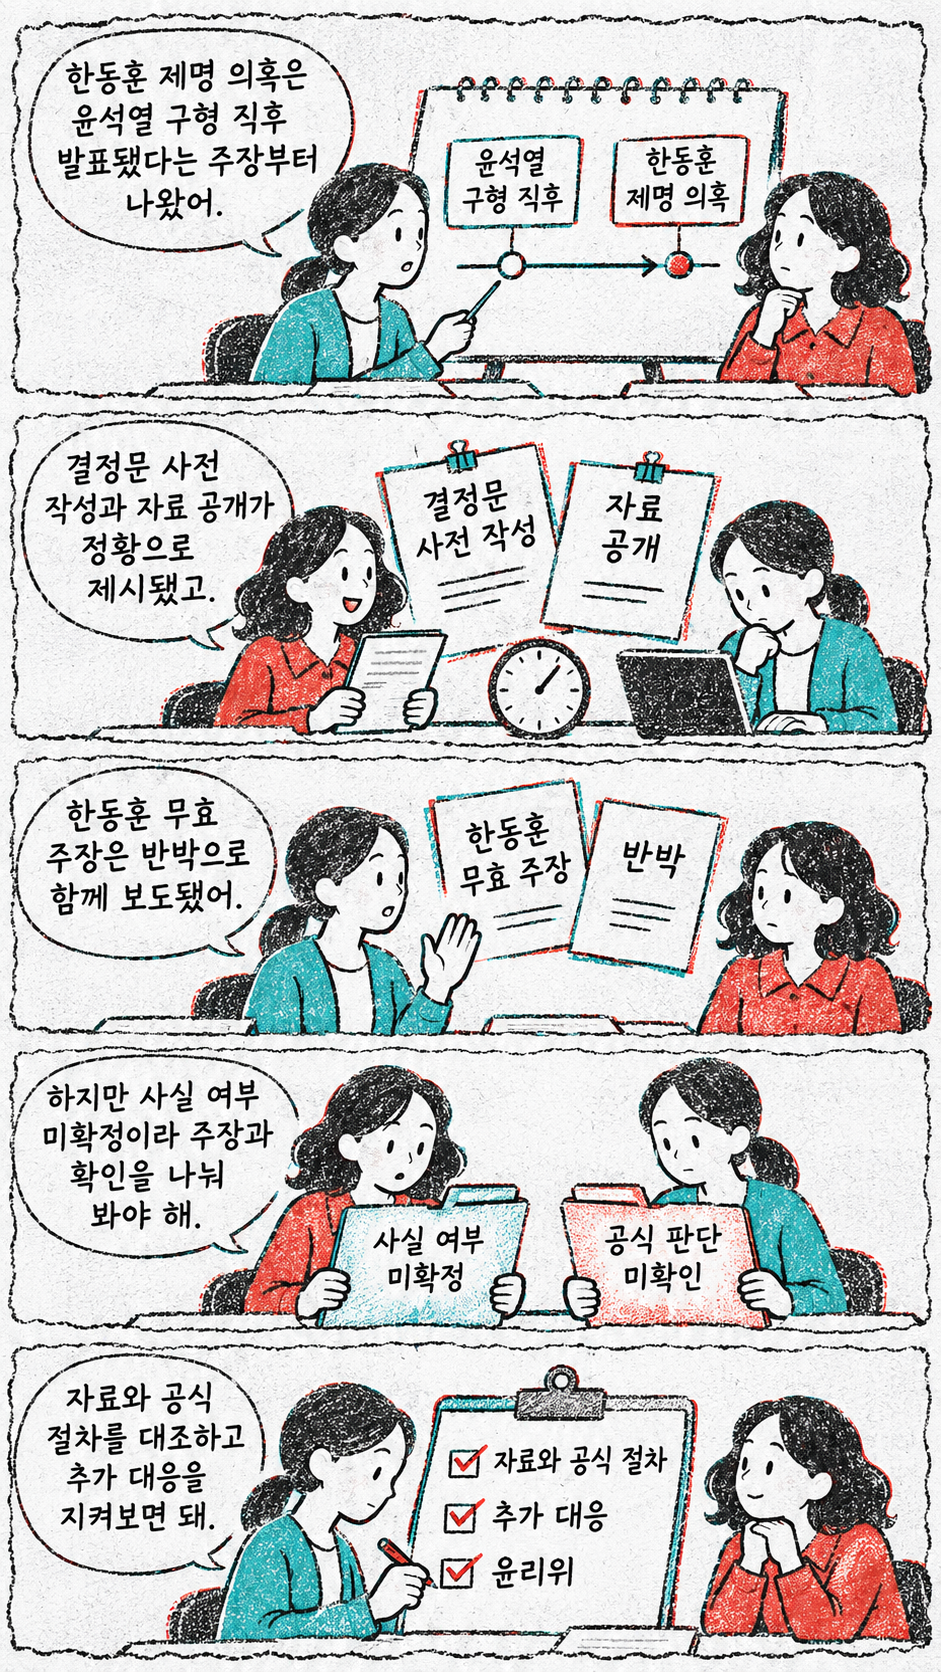 한동훈 제명 의혹은
윤석열 구형 직후
발표됐다는 주장부터
나왔어.
윤석열
구형 직후
한동훈
제명 의혹
결정문 사전
작성과 자료 공개가
정황으로
제시됐고.
결정문
사전 작성
자료
공개
한동훈 무효
주장은 반박으로
함께 보도됐어.
한동훈
무효 주장
반박
하지만 사실 여부
미확정이라 주장과
확인을 나눠
봐야 해.
사실 여부
미확정
공식 판단
미확인
자료와 공식
절차를 대조하고
추가 대응을
지켜보면 돼.
자료와 공식 절차
추가 대응
윤리위